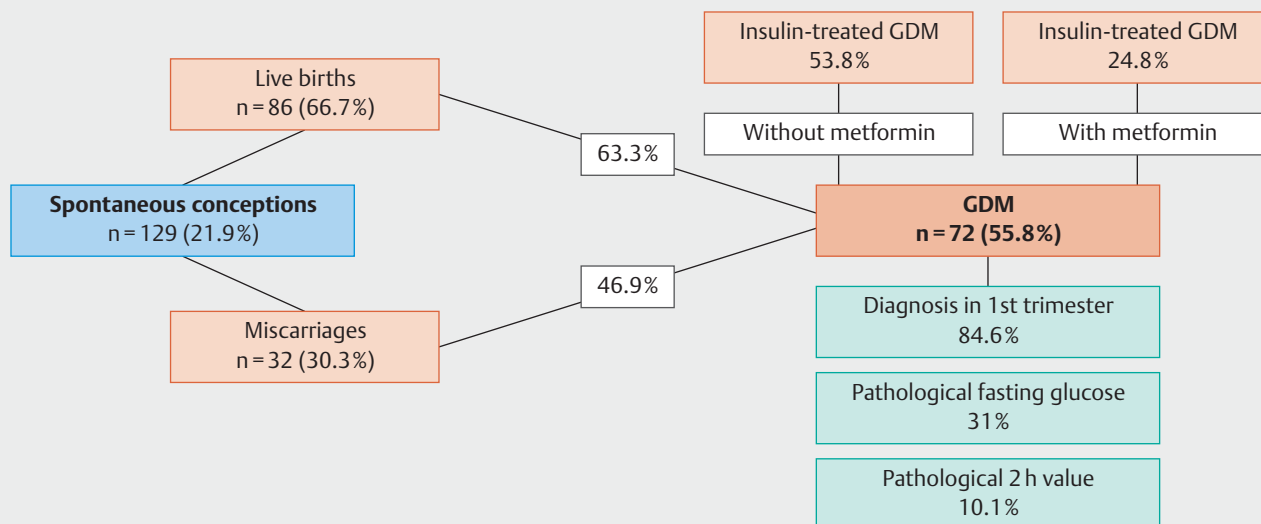 Insulin-treated GDM
53.8%
Insulin-treated GDM
24.8%
Live births
n = 86 (66.7%)
Without metformin
With metformin
63.3%
Spontaneous conceptions
n = 129 (21.9%)
GDM
n = 72 (55.8%)
46.9%
Miscarriages
n = 32 (30.3%)
Diagnosis in 1st trimester
84.6%
Pathological fasting glucose
31%
Pathological 2 h value
10.1%